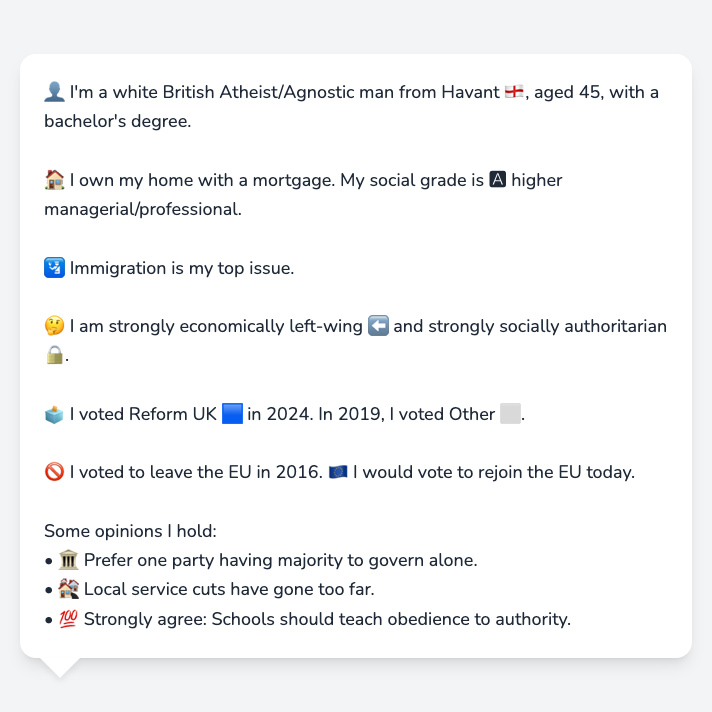 👤 I'm a white British Atheist/Agnostic man from Havant 🏴󠁧󠁢󠁥󠁮󠁧󠁿, aged 45, with a
bachelor's degree.
🏠 I own my home with a mortgage. My social grade is 🅰 higher
managerial/professional.
🛂 Immigration is my top issue.
🤔 I am strongly economically left-wing ⬅️ and strongly socially authoritarian
🔒.
🗳️ I voted Reform UK 🟦 in 2024. In 2019, I voted Other ⬜.
🚫 I voted to leave the EU in 2016. 🇪🇺 I would vote to rejoin the EU today.
Some opinions I hold:
• 🏛️ Prefer one party having majority to govern alone.
• 🏘️ Local service cuts have gone too far.
• 💯 Strongly agree: Schools should teach obedience to authority.